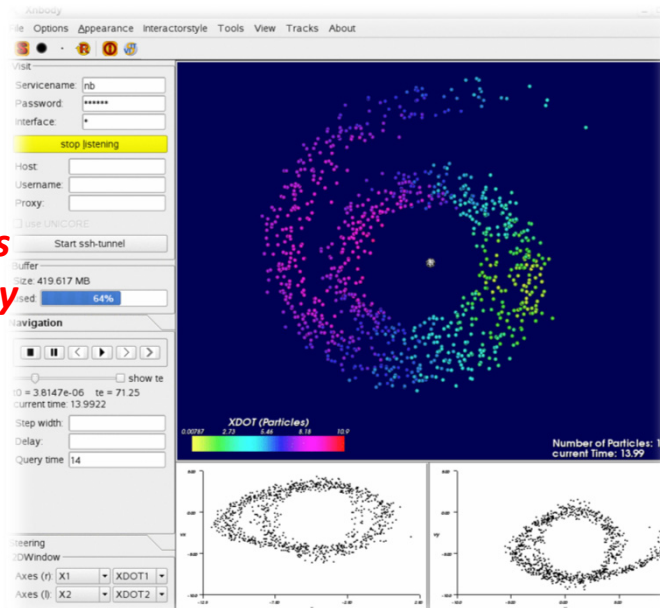 Xnbody
Options Appearance Interactorstyle Tools View Tracks About
Visit
Servicename: nb
Password: ******
Interface: *
stop listening
Host:
Username:
Proxy:
use UNICORE
Start ssh-tunnel
s
Buffer
Size: 419.617 MB
used: 64%
y
Navigation
show te
t0 = 3.8147e-06 te = 71.25
current time: 13.9922
Step width:
Delay:
Query time 14
XDOT (Particles)
0.00787 2.73 5.46 8.18 10.9
Number of Particles: 1
current Time: 13.99
Steering
2DWindow
Axes (r): X1 XDOT1
Axes (l): X2 XDOT2